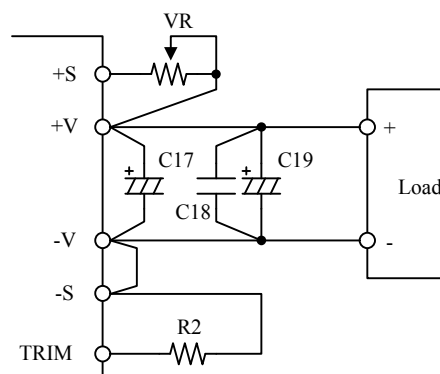 VR
+S
+V
+ C17
+ C19
C18
+
Load
-V
-
-S
R2
TRIM